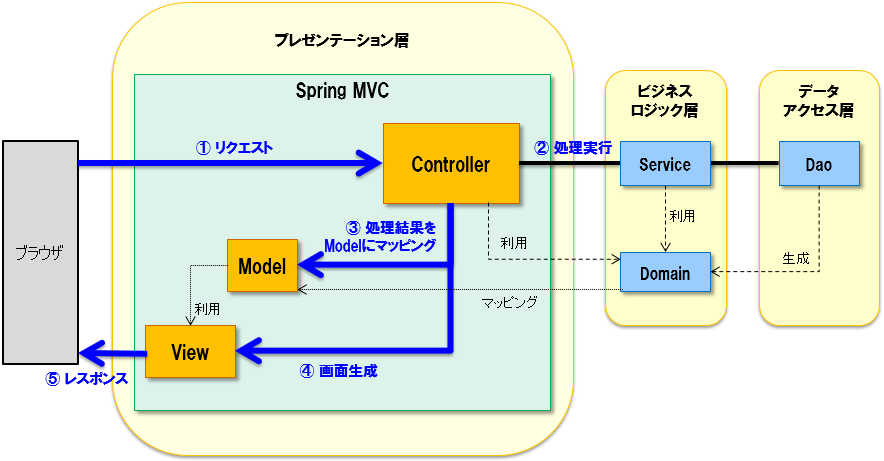 プレゼンテーション層
Spring MVC
ビジネス
ロジック層
データ
アクセス層
① リクエスト
② 処理実行
Controller
Service
Dao
ブラウザ
③ 処理結果を
Modelにマッピング
利用
利用
生成
Model
Domain
マッピング
利用
View
④ 画面生成
⑤ レスポンス